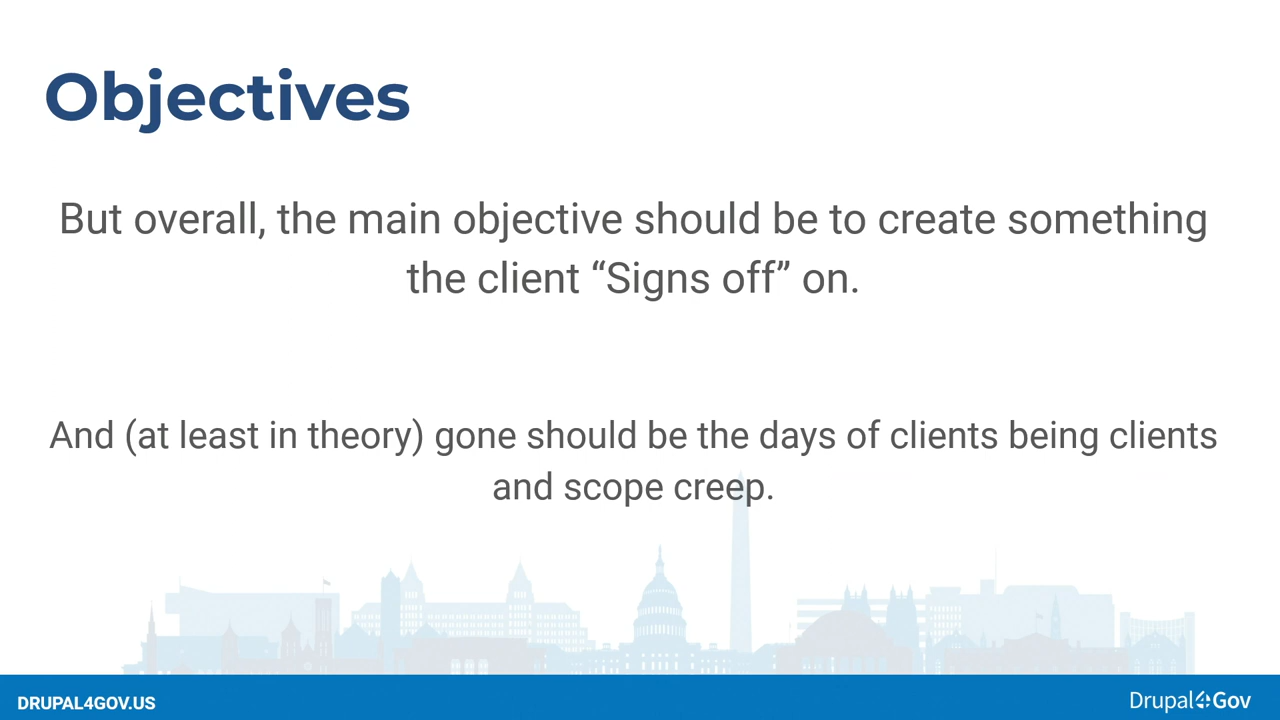 Objectives
But overall, the main objective should be to create something
the client “Signs off” on.
And (at least in theory) gone should be the days of clients being clients
and scope creep.
DRUPAL4GOV.US
Drupal4Gov